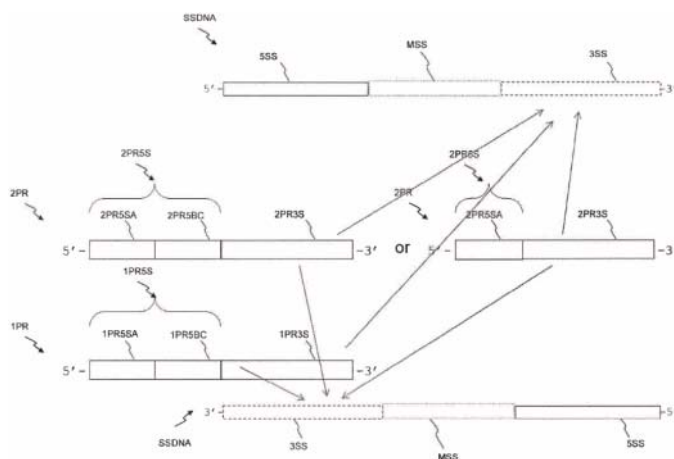 SSDNA
5SS
MSS
3SS
5' 3'
2PR5S
2PR5S
2PR
2PR5SA
2PR5BC
2PR3S
2PR
2PR5SA
2PR3S
5' 3' or 5' 3'
1PR5S
1PR
1PR5SA
1PR5BC
1PR3S
5' 3'
3' 5'
SSDNA
3SS
MSS
5SS